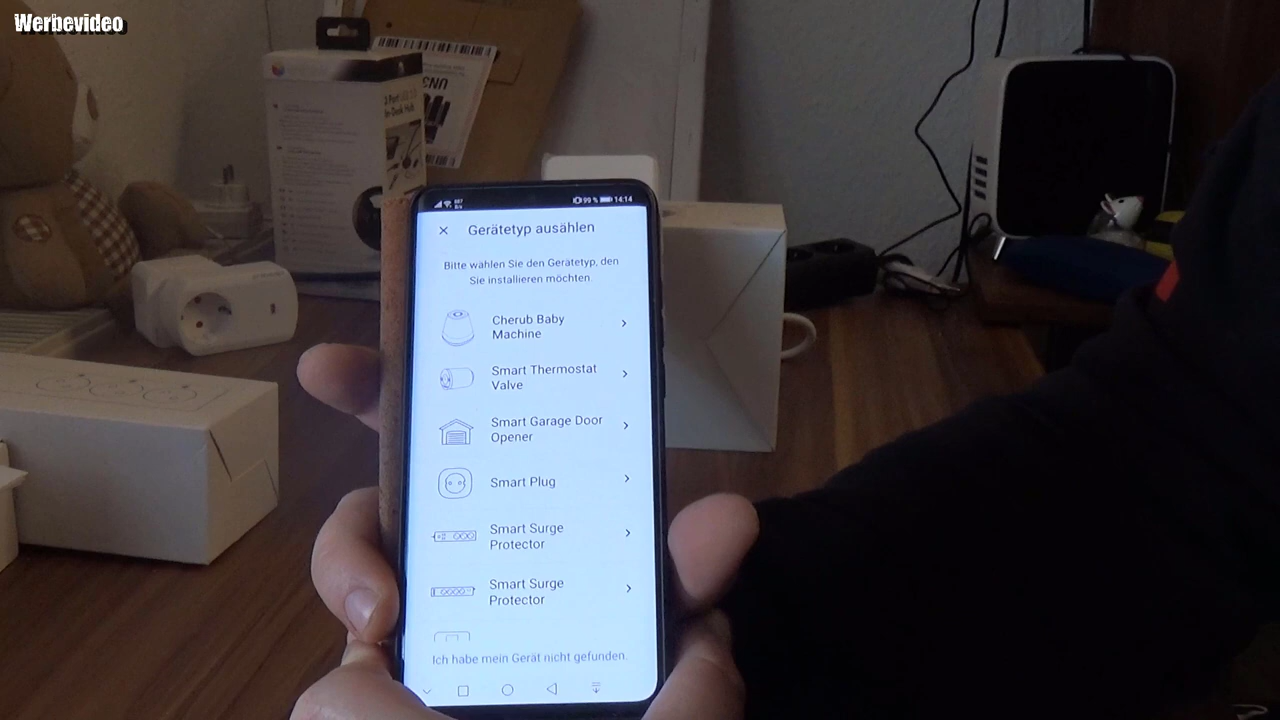 Werbevideo
14:14
Gerätetyp ausählen
Bitte wählen Sie den Gerätetyp, den
Sie installieren möchten.
Cherub Baby
Machine
Smart Thermostat
Valve
Smart Garage Door
Opener
Smart Plug
Smart Surge
Protector
Smart Surge
Protector
Ich habe mein Gerät nicht gefunden.